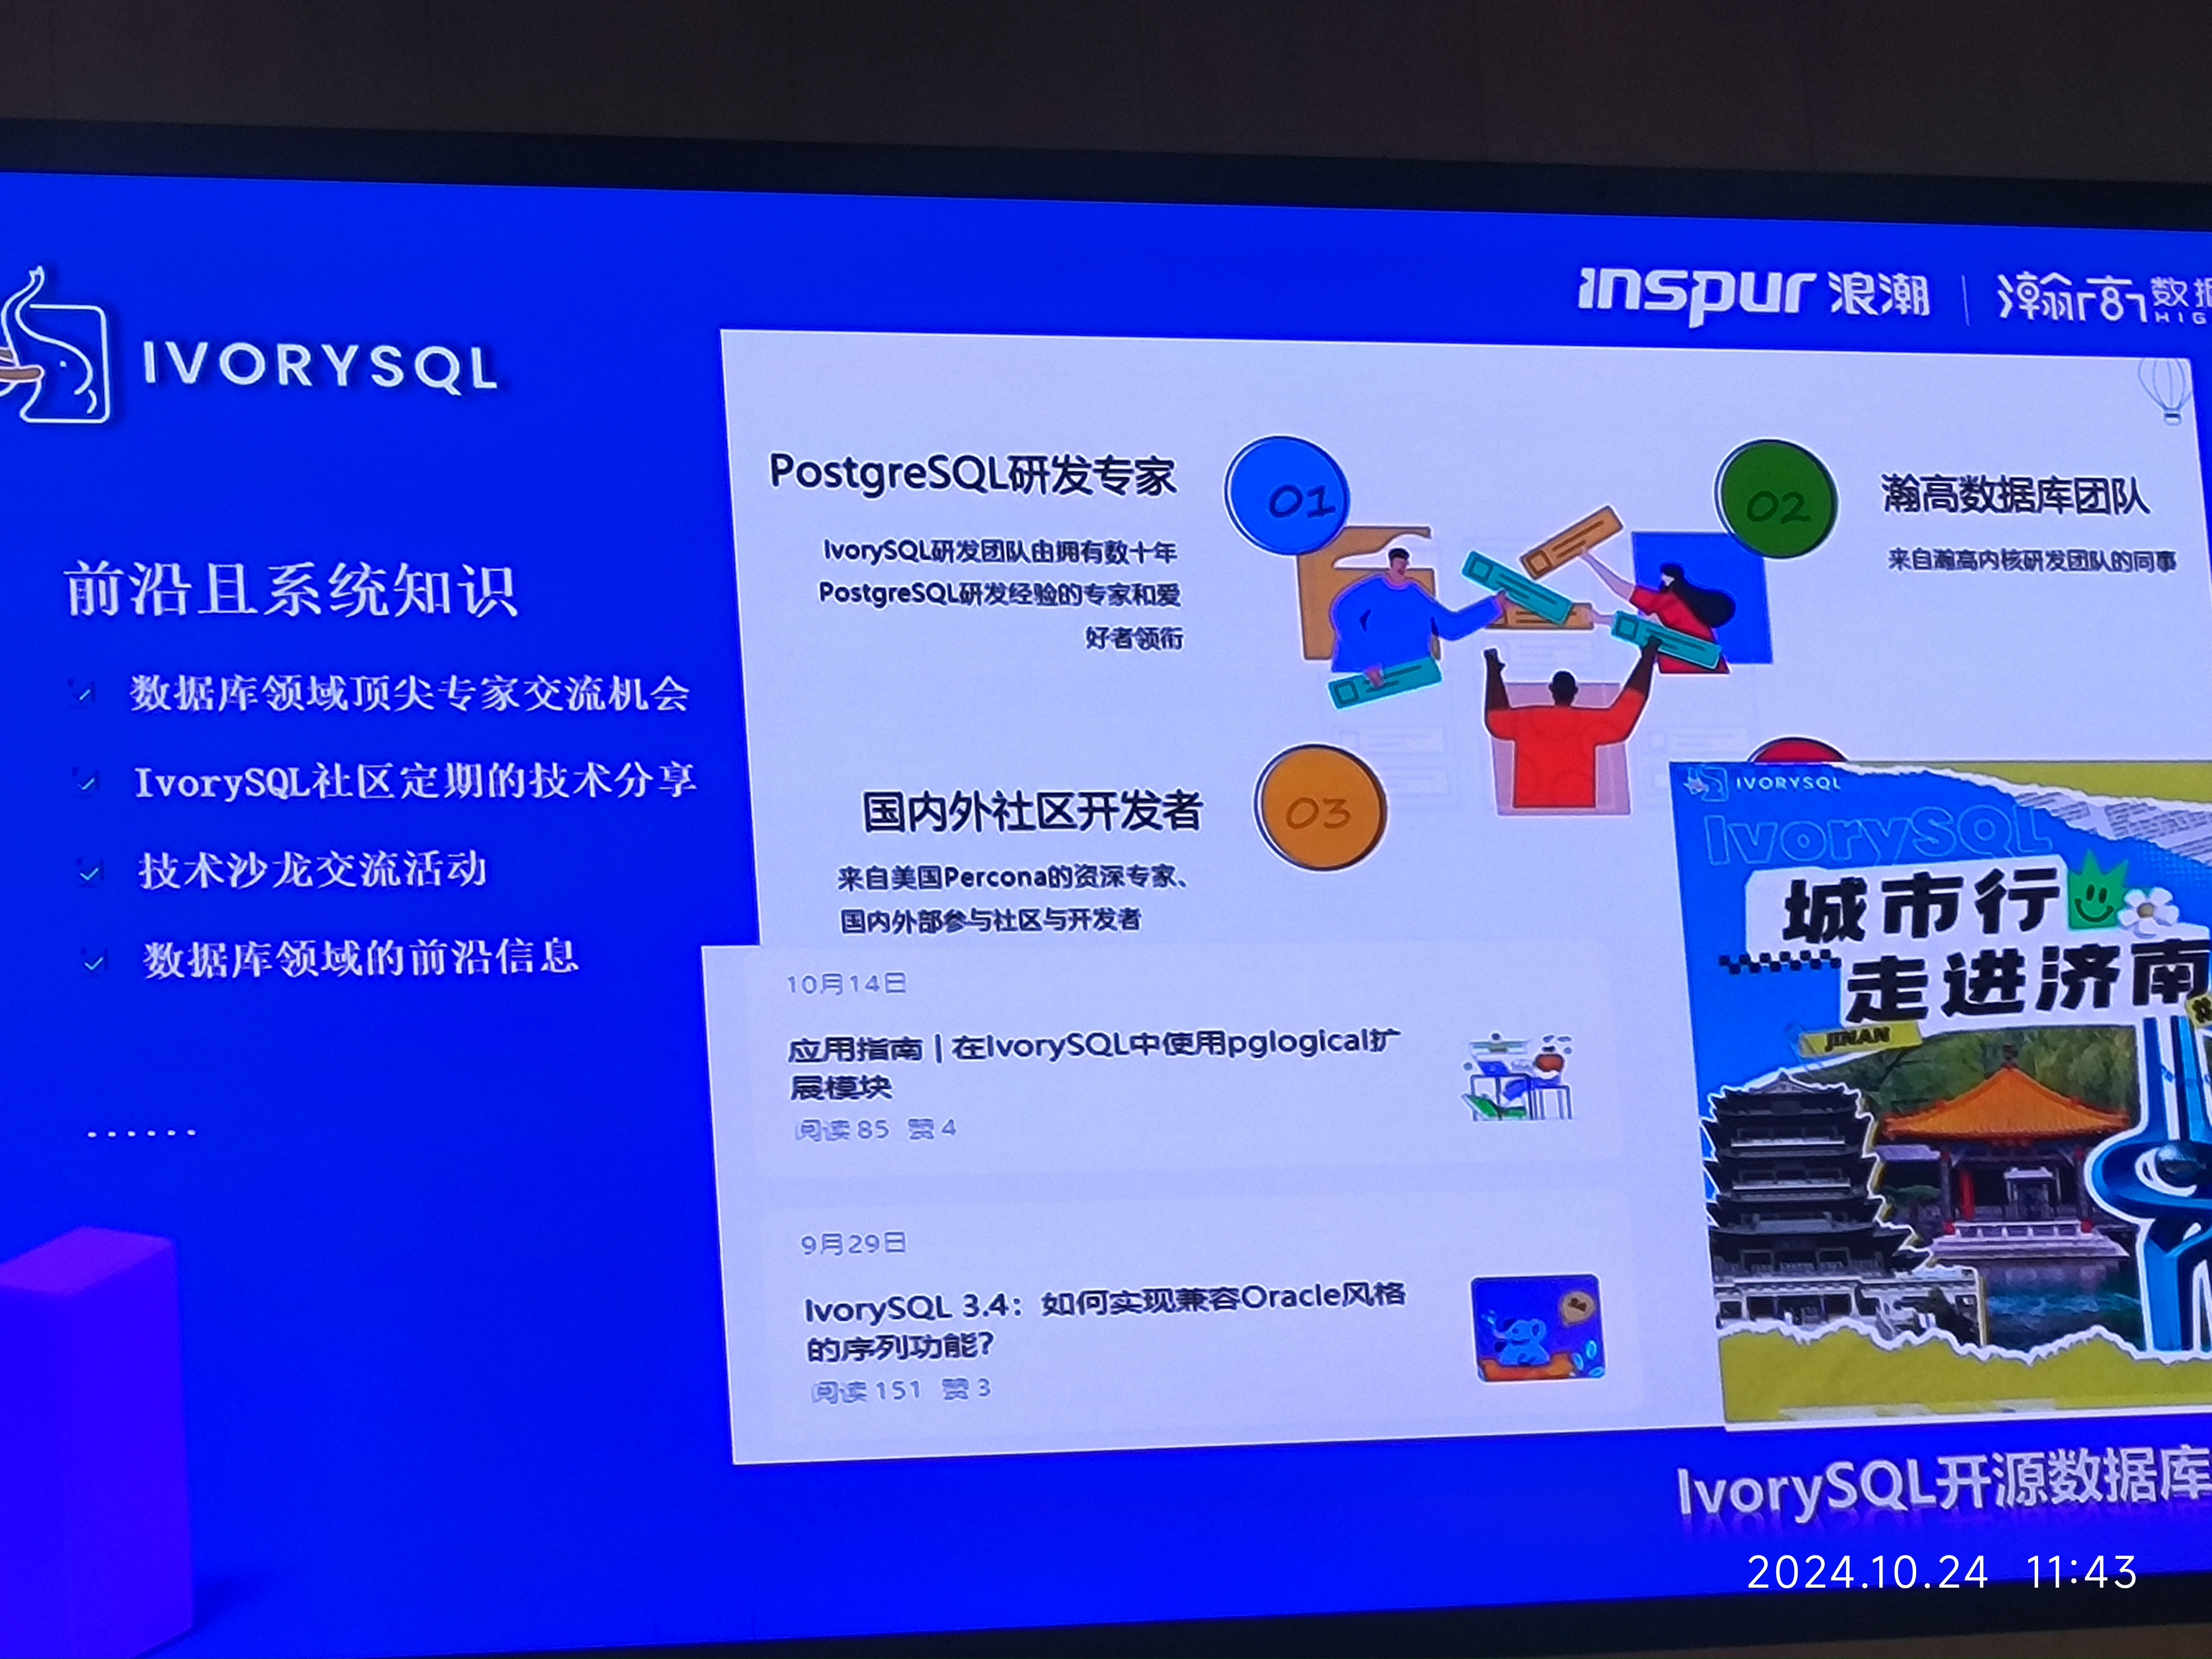 IVORYSQL
inspur 浪潮
瀚高 数据
HIG
前沿且系统知识
数据库领域顶尖专家交流机会
IvorySQL社区定期的技术分享
技术沙龙交流活动
数据库领域的前沿信息
······
PostgreSQL研发专家
01
IvorySQL研发团队由拥有数十年
PostgreSQL研发经验的专家和爱
好者领衔
02
瀚高数据库团队
来自瀚高内核研发团队的同事
国内外社区开发者
03
来自美国Percona的资深专家、
国内外部参与社区与开发者
10月14日
应用指南 | 在IvorySQL中使用pglogical扩
展模块
阅读 85 赞 4
9月29日
IvorySQL 3.4：如何实现兼容Oracle风格
的序列功能?
阅读 151 赞 3
IVORYSQL
IvorySQL
城市行
走进济南
JINAN
IvorySQL开源数据库
2024.10.24 11:43